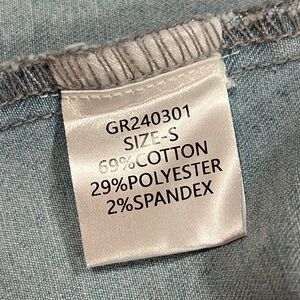 GR240301
SIZE-S
69%COTTON
29%POLYESTER
2%SPANDEX